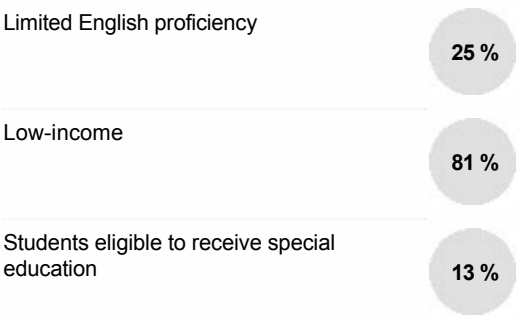 Limited English proficiency
25 %
Low-income
81 %
Students eligible to receive special
education
13 %